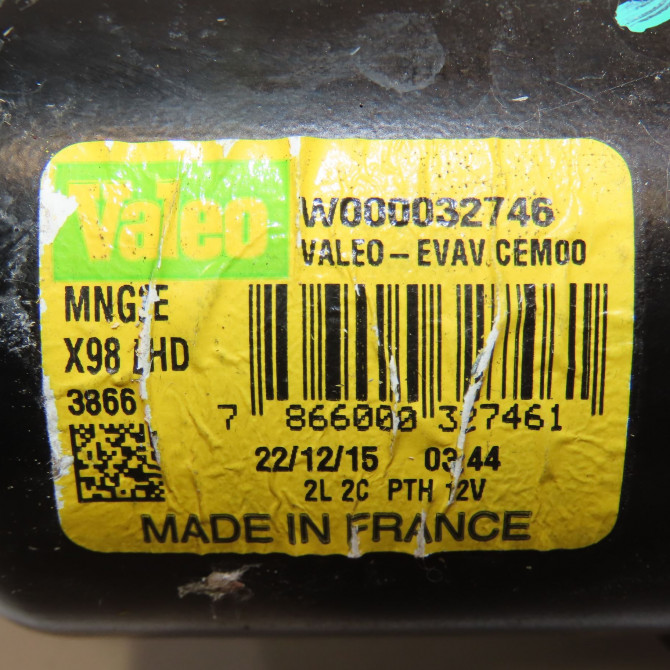 Valeo
W000032746
VALEO-EVAV.CEM00
X98 LHD
3866
7 866000 327461
22/12/15 03:44
2L 2C PTH 12V
MADE IN FRANCE